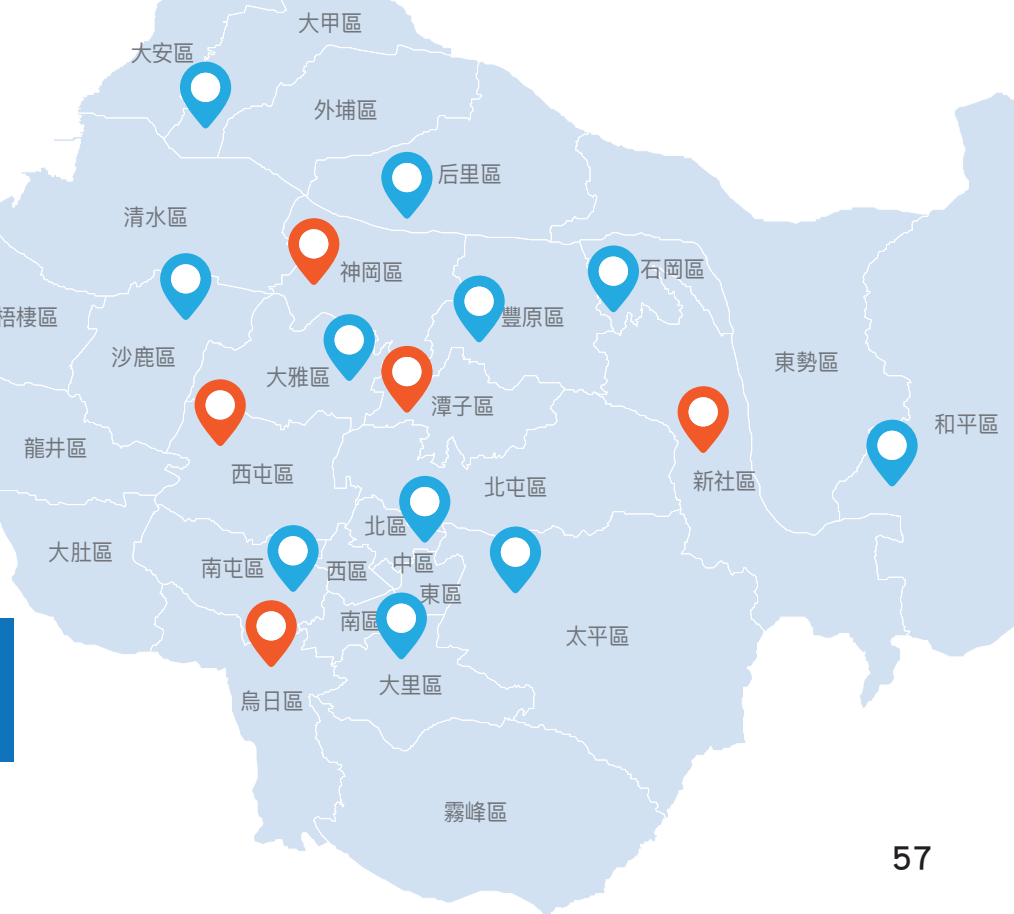 大甲區
大安區
外埔區
后里區
清水區
神岡區
石岡區
梧棲區
豐原區
沙鹿區
東勢區
大雅區
潭子區
和平區
龍井區
西屯區
新社區
北屯區
北區
大肚區
中區
南屯區
西區
東區
南區
太平區
大里區
烏日區
霧峰區
57